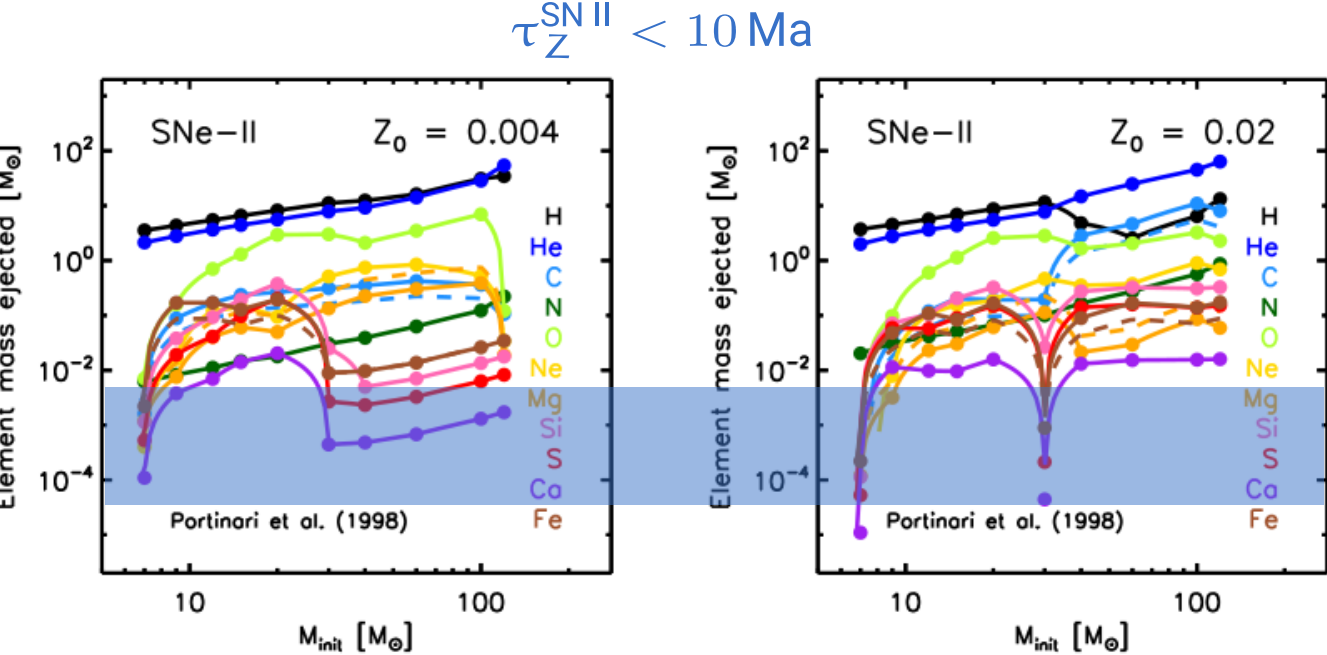 τ_Z^SN II < 10 Ma
SNe−II Z₀ = 0.004
Element mass ejected [M⊙]
10²
10⁰
10⁻²
10⁻⁴
H
He
C
N
O
Ne
Mg
Si
S
Ca
Fe
Portinari et al. (1998)
10 100
M_init [M⊙]
SNe−II Z₀ = 0.02
Element mass ejected [M⊙]
10²
10⁰
10⁻²
10⁻⁴
H
He
C
N
O
Ne
Mg
Si
S
Ca
Fe
Portinari et al. (1998)
10 100
M_init [M⊙]